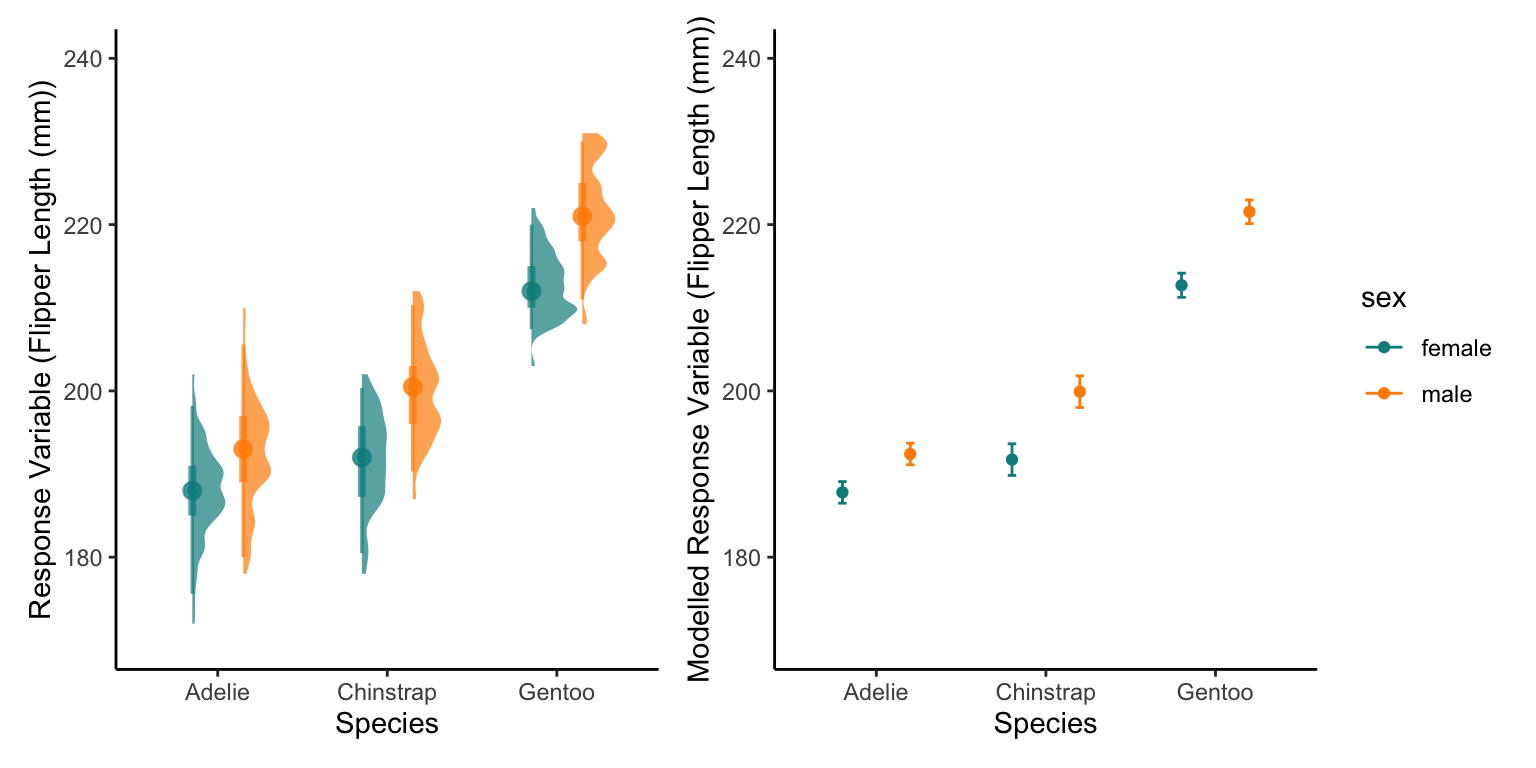 Response Variable (Flipper Length (mm))
240
220
200
180
Adelie Chinstrap Gentoo
Species
Modelled Response Variable (Flipper Length (mm))
240
220
200
180
Adelie Chinstrap Gentoo
Species
sex
female
male